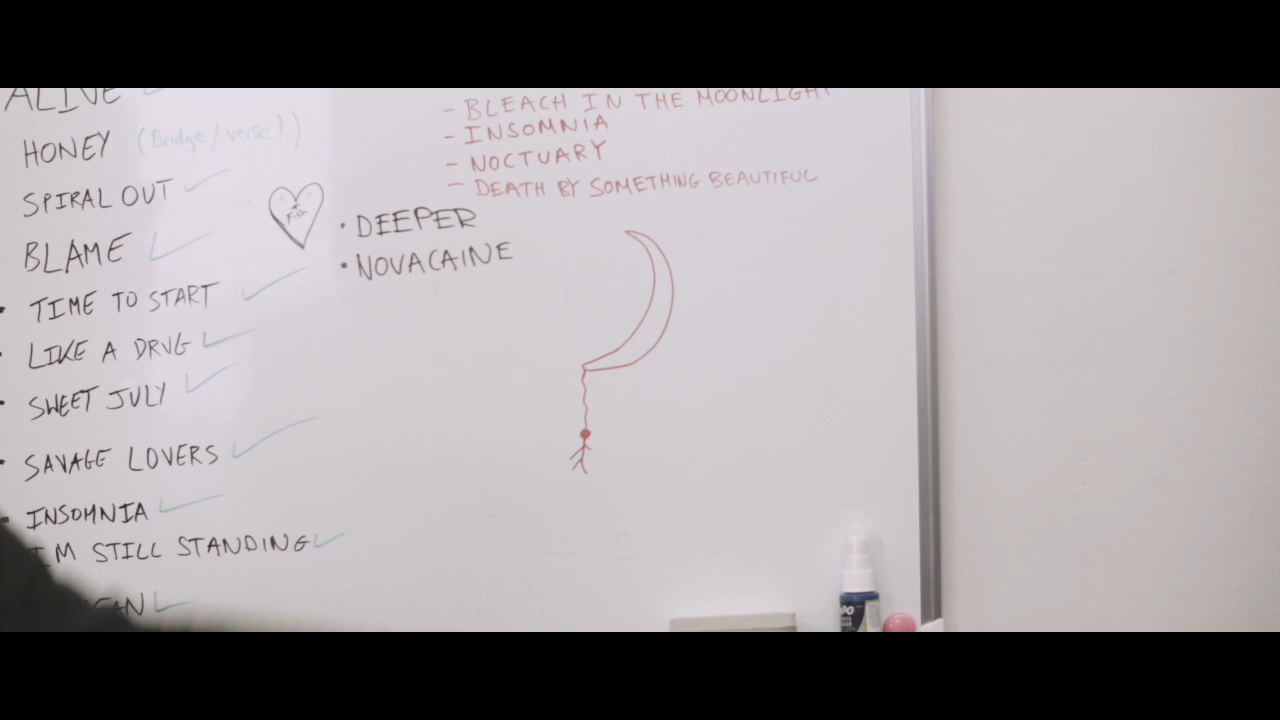 ALIVE
HONEY (Bridge/verse)
SPIRAL OUT
BLAME
TIME TO START
LIKE A DRUG
SWEET JULY
SAVAGE LOVERS
INSOMNIA
I'M STILL STANDING
Fish
• DEEPER
• NOVACAINE
- BLEACH IN THE MOONLIGHT
- INSOMNIA
- NOCTUARY
- DEATH BY SOMETHING BEAUTIFUL